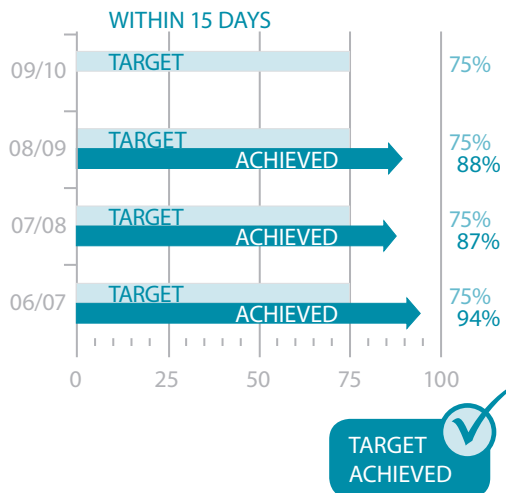 WITHIN 15 DAYS
09/10 TARGET 75%
08/09 TARGET 75%
ACHIEVED 88%
07/08 TARGET 75%
ACHIEVED 87%
06/07 TARGET 75%
ACHIEVED 94%
0 25 50 75 100
TARGET
ACHIEVED